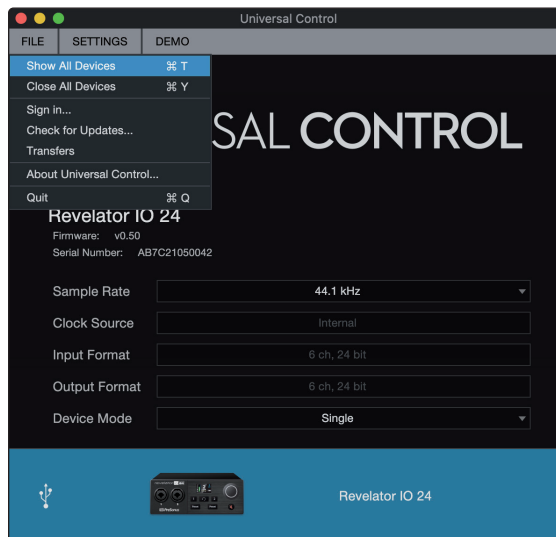 Universal Control
FILE SETTINGS DEMO
Show All Devices ⌘ T
Close All Devices ⌘ Y
Sign in...
Check for Updates...
Transfers
About Universal Control...
Quit ⌘ Q
SAL CONTROL
Revelator IO 24
Firmware: v0.50
Serial Number: AB7C21050042
Sample Rate 44.1 kHz
Clock Source Internal
Input Format 6 ch, 24 bit
Output Format 6 ch, 24 bit
Device Mode Single
PreSonus
Revelator IO 24